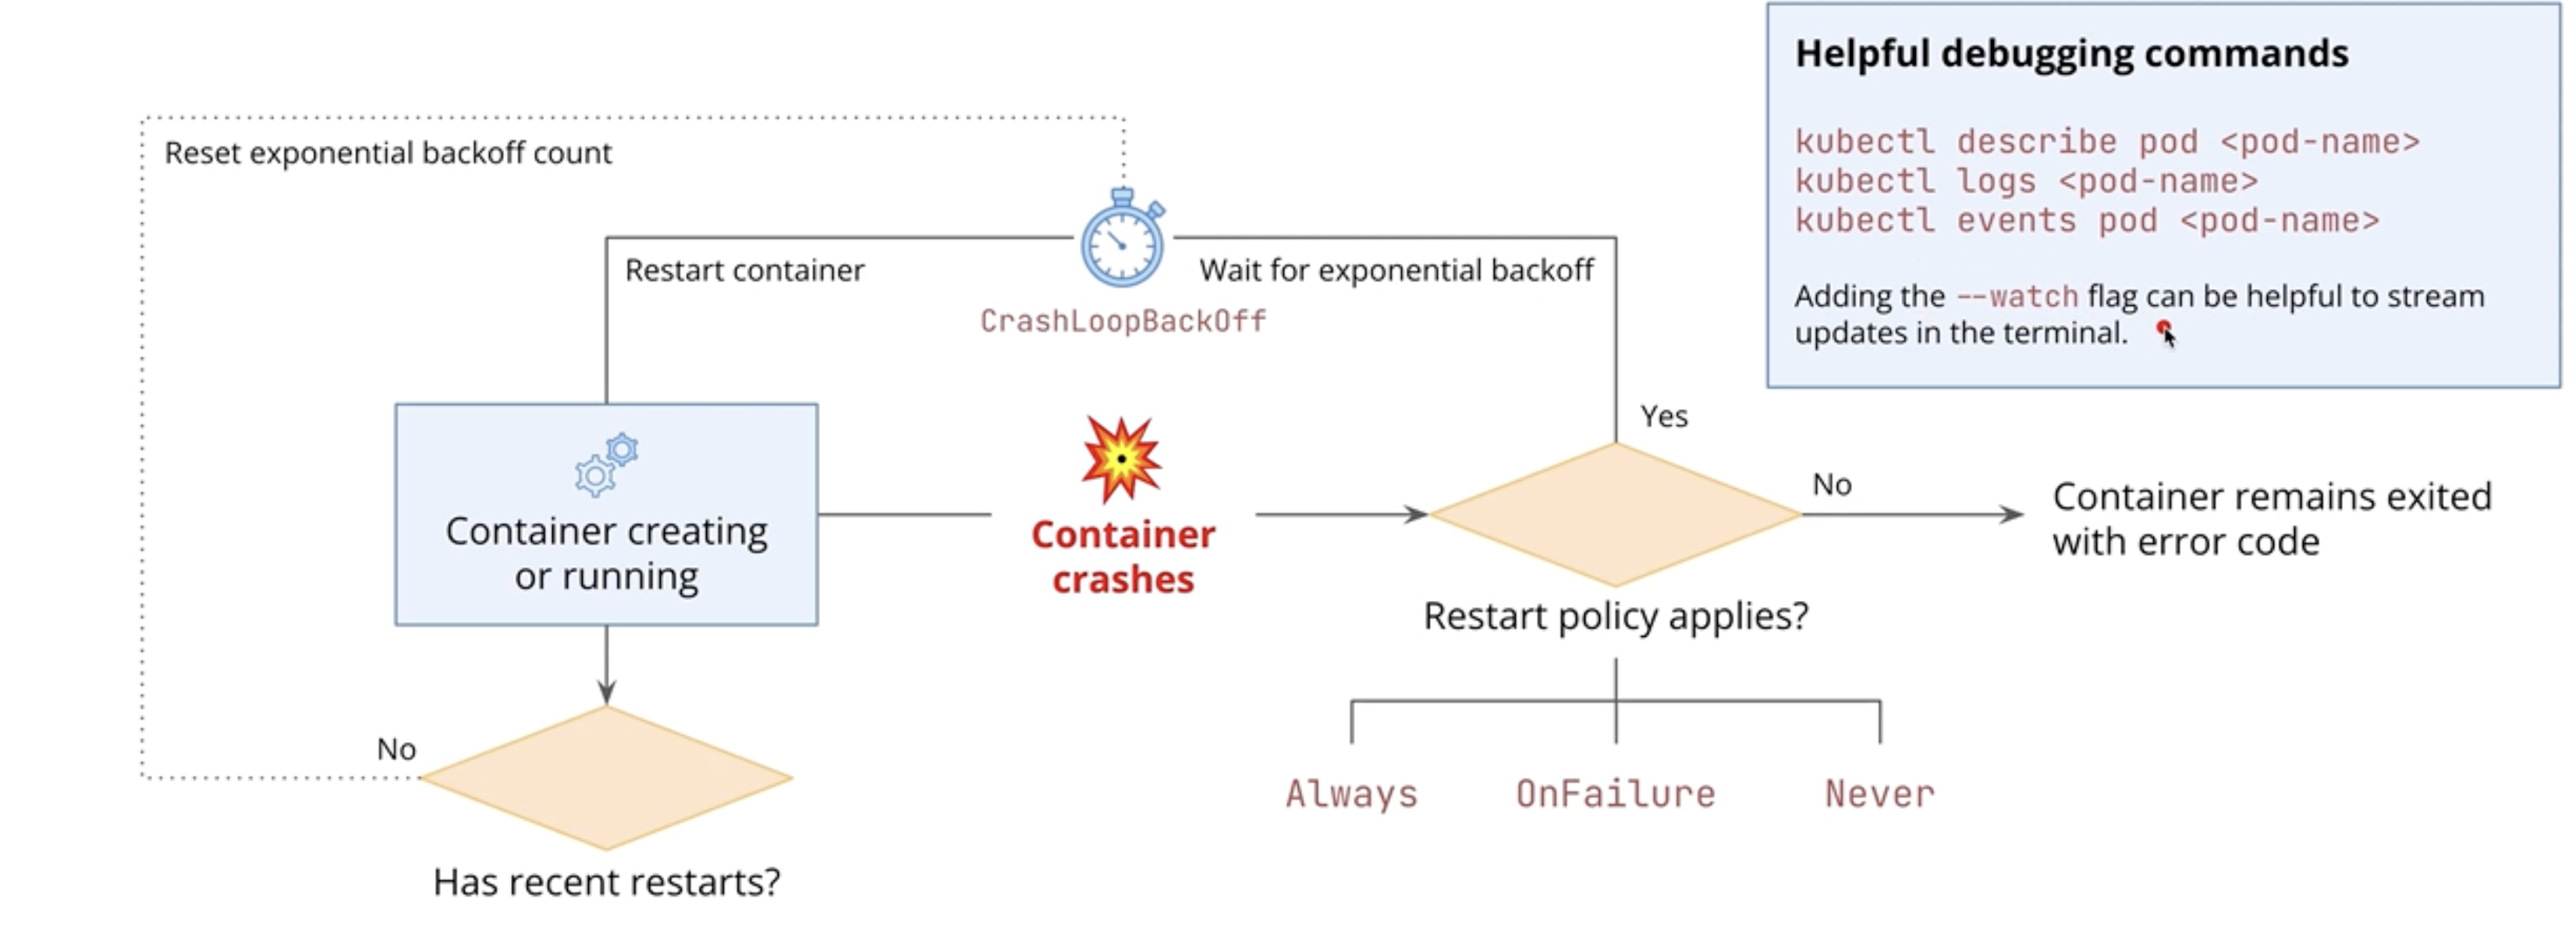 Helpful debugging commands
kubectl describe pod <pod-name>
kubectl logs <pod-name>
kubectl events pod <pod-name>
Adding the --watch flag can be helpful to stream
updates in the terminal.
Reset exponential backoff count
Restart container
Wait for exponential backoff
CrashLoopBackOff
Container creating
or running
Container
crashes
Yes
No
Container remains exited
with error code
Restart policy applies?
Always
OnFailure
Never
No
Has recent restarts?